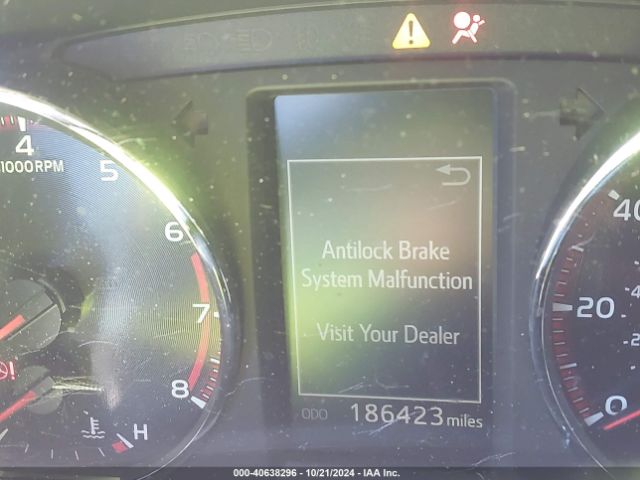 4
1000RPM
5
6
7
8
H
Antilock Brake
System Malfunction
Visit Your Dealer
ODO 186423 miles
40
20
0
000-40638296 - 10/21/2024 - IAA Inc.